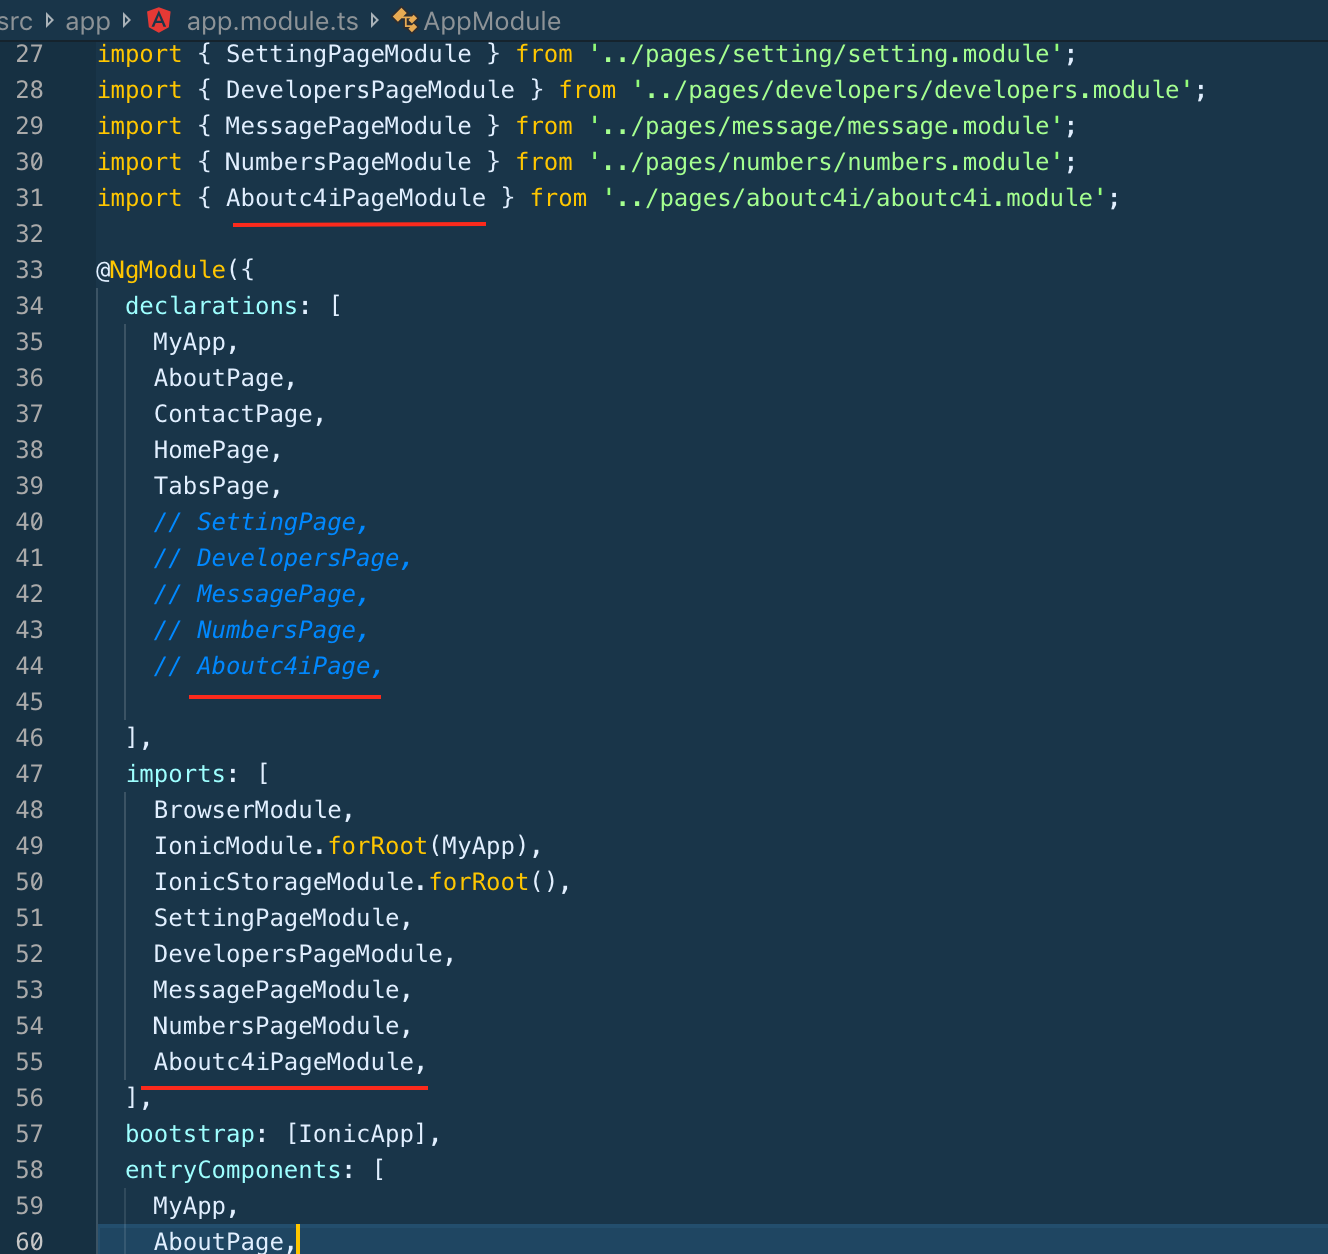 src app app.module.ts AppModule
27 import { SettingPageModule } from '../pages/setting/setting.module';
28 import { DevelopersPageModule } from '../pages/developers/developers.module';
29 import { MessagePageModule } from '../pages/message/message.module';
30 import { NumbersPageModule } from '../pages/numbers/numbers.module';
31 import { Aboutc4iPageModule } from '../pages/aboutc4i/aboutc4i.module';
32
33 @NgModule({
34 declarations: [
35 MyApp,
36 AboutPage,
37 ContactPage,
38 HomePage,
39 TabsPage,
40 // SettingPage,
41 // DevelopersPage,
42 // MessagePage,
43 // NumbersPage,
44 // Aboutc4iPage,
45
46 ],
47 imports: [
48 BrowserModule,
49 IonicModule.forRoot(MyApp),
50 IonicStorageModule.forRoot(),
51 SettingPageModule,
52 DevelopersPageModule,
53 MessagePageModule,
54 NumbersPageModule,
55 Aboutc4iPageModule,
56 ],
57 bootstrap: [IonicApp],
58 entryComponents: [
59 MyApp,
60 AboutPage,